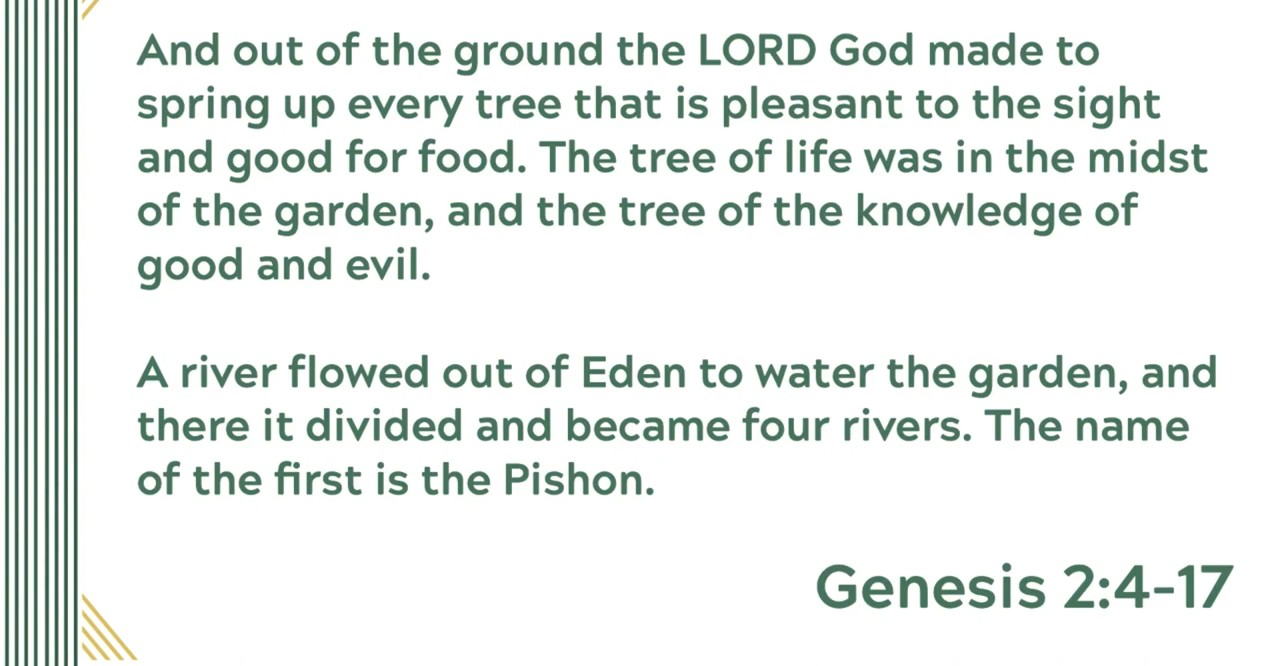 And out of the ground the LORD God made to
spring up every tree that is pleasant to the sight
and good for food. The tree of life was in the midst
of the garden, and the tree of the knowledge of
good and evil.
A river flowed out of Eden to water the garden, and
there it divided and became four rivers. The name
of the first is the Pishon.
Genesis 2:4–17